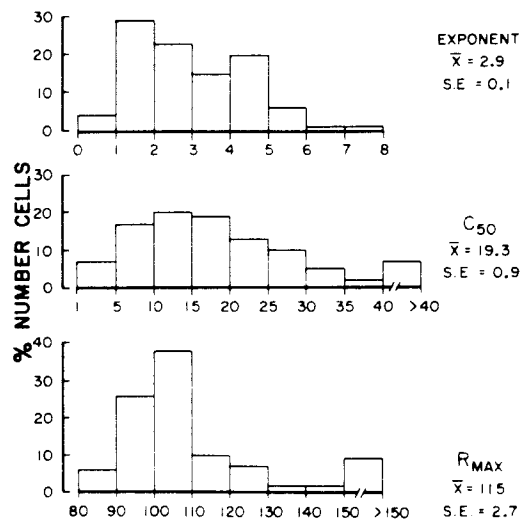 % NUMBER CELLS
30
20
10
0
0 1 2 3 4 5 6 7 8
EXPONENT
x̄ = 2.9
S.E = 0.1
30
20
10
0
1 5 10 15 20 25 30 35 40 >40
C50
x̄ = 19.3
S.E = 0.9
40
30
20
10
0
80 90 100 110 120 130 140 150 >150
RMAX
x̄ = 115
S.E. = 2.7